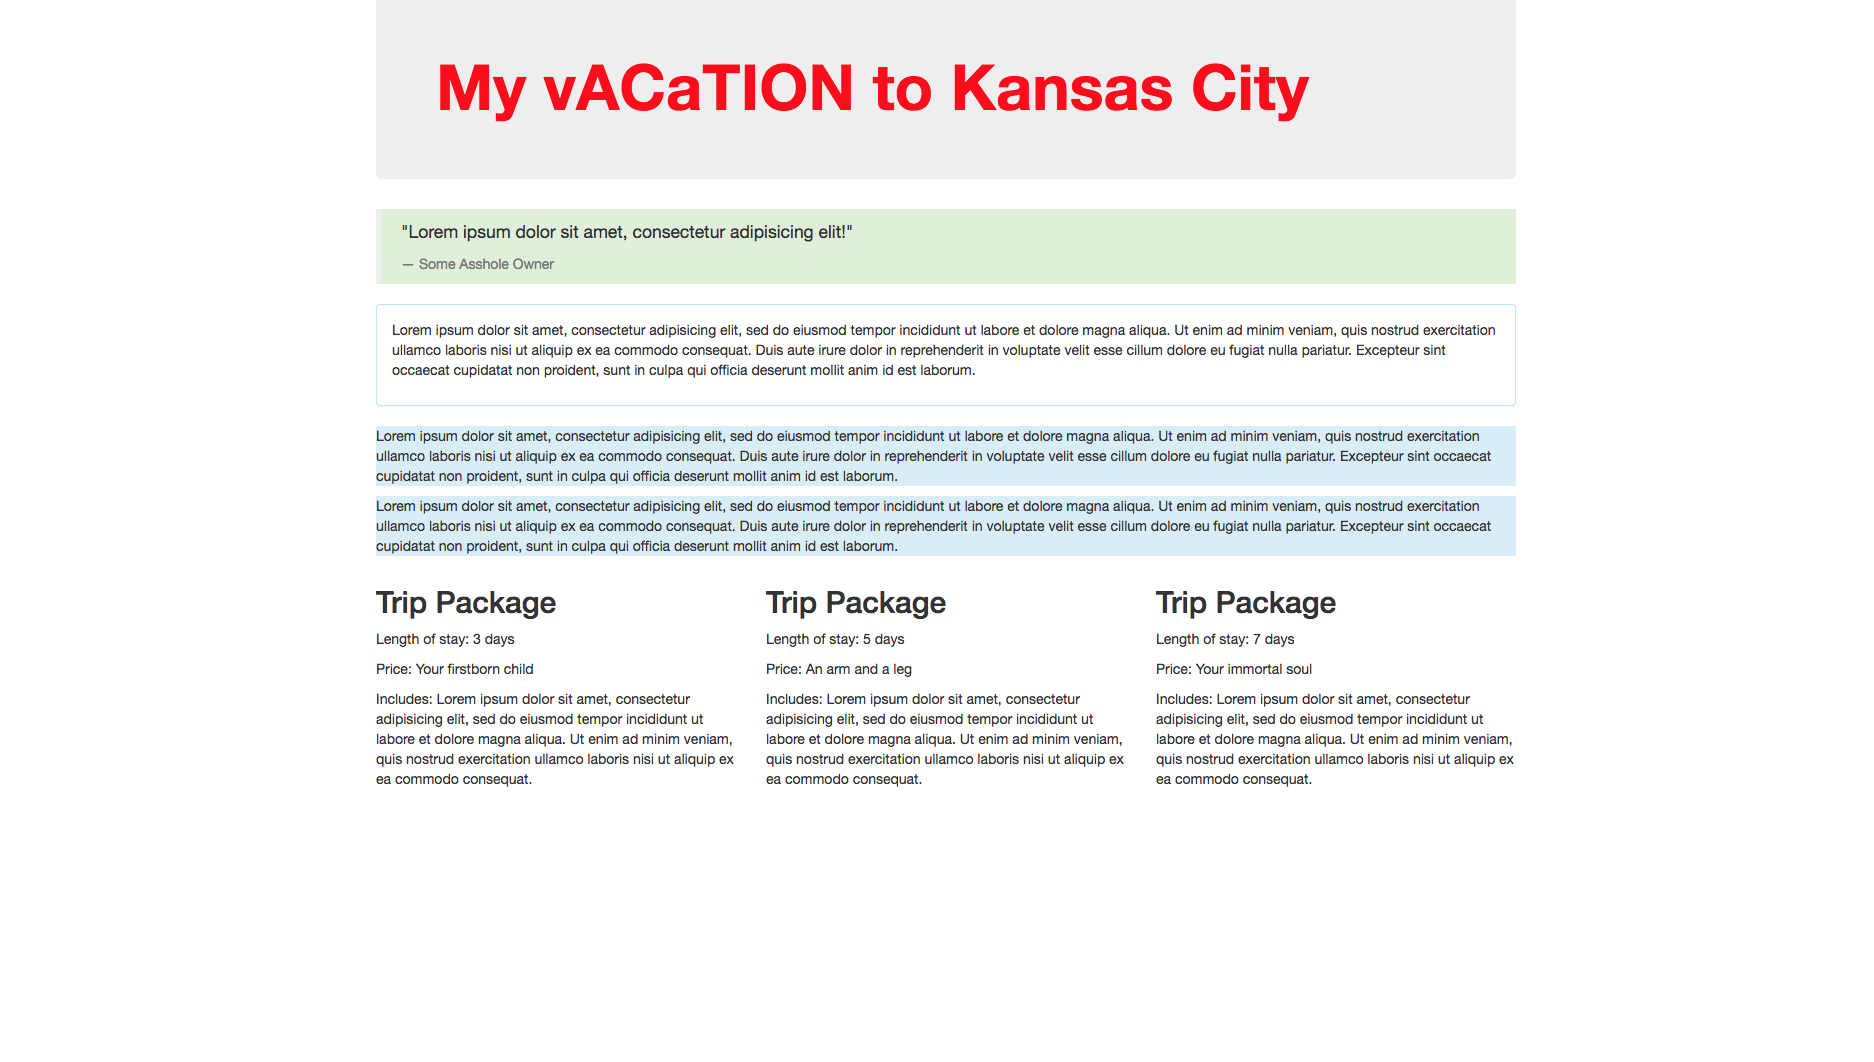 My vACaTION to Kansas City
"Lorem ipsum dolor sit amet, consectetur adipisicing elit!"
— Some Asshole Owner
Lorem ipsum dolor sit amet, consectetur adipisicing elit, sed do eiusmod tempor incididunt ut labore et dolore magna aliqua. Ut enim ad minim veniam, quis nostrud exercitation
ullamco laboris nisi ut aliquip ex ea commodo consequat. Duis aute irure dolor in reprehenderit in voluptate velit esse cillum dolore eu fugiat nulla pariatur. Excepteur sint
occaecat cupidatat non proident, sunt in culpa qui officia deserunt mollit anim id est laborum.
Lorem ipsum dolor sit amet, consectetur adipisicing elit, sed do eiusmod tempor incididunt ut labore et dolore magna aliqua. Ut enim ad minim veniam, quis nostrud exercitation
ullamco laboris nisi ut aliquip ex ea commodo consequat. Duis aute irure dolor in reprehenderit in voluptate velit esse cillum dolore eu fugiat nulla pariatur. Excepteur sint occaecat
cupidatat non proident, sunt in culpa qui officia deserunt mollit anim id est laborum.
Lorem ipsum dolor sit amet, consectetur adipisicing elit, sed do eiusmod tempor incididunt ut labore et dolore magna aliqua. Ut enim ad minim veniam, quis nostrud exercitation
ullamco laboris nisi ut aliquip ex ea commodo consequat. Duis aute irure dolor in reprehenderit in voluptate velit esse cillum dolore eu fugiat nulla pariatur. Excepteur sint occaecat
cupidatat non proident, sunt in culpa qui officia deserunt mollit anim id est laborum.
Trip Package
Length of stay: 3 days
Price: Your firstborn child
Includes: Lorem ipsum dolor sit amet, consectetur
adipisicing elit, sed do eiusmod tempor incididunt ut
labore et dolore magna aliqua. Ut enim ad minim veniam,
quis nostrud exercitation ullamco laboris nisi ut aliquip ex
ea commodo consequat.
Trip Package
Length of stay: 5 days
Price: An arm and a leg
Includes: Lorem ipsum dolor sit amet, consectetur
adipisicing elit, sed do eiusmod tempor incididunt ut
labore et dolore magna aliqua. Ut enim ad minim veniam,
quis nostrud exercitation ullamco laboris nisi ut aliquip ex
ea commodo consequat.
Trip Package
Length of stay: 7 days
Price: Your immortal soul
Includes: Lorem ipsum dolor sit amet, consectetur
adipisicing elit, sed do eiusmod tempor incididunt ut
labore et dolore magna aliqua. Ut enim ad minim veniam,
quis nostrud exercitation ullamco laboris nisi ut aliquip ex
ea commodo consequat.